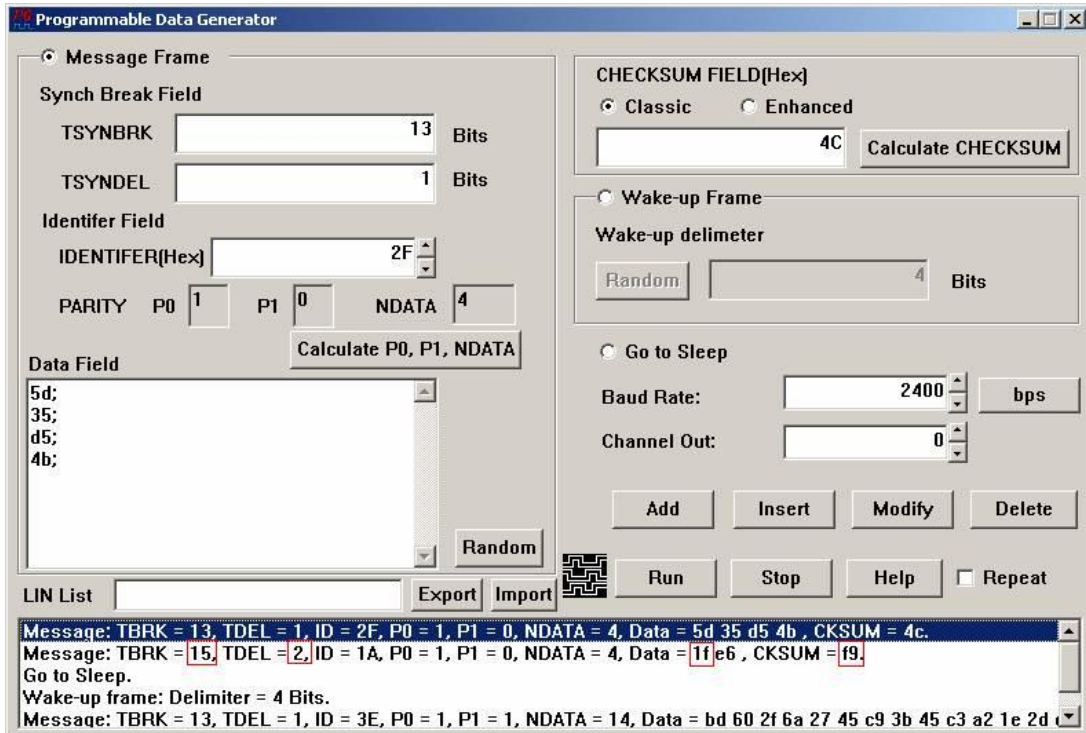 Programmable Data Generator
Message Frame
Synch Break Field
TSYNBRK 13 Bits
TSYNDEL 1 Bits
Identifer Field
IDENTIFER(Hex) 2F
PARITY P0 1 P1 0 NDATA 4
Calculate P0, P1, NDATA
Data Field
5d;
35;
d5;
4b;
Random
CHECKSUM FIELD(Hex)
Classic Enhanced
4C Calculate CHECKSUM
Wake-up Frame
Wake-up delimeter
Random 4 Bits
Go to Sleep
Baud Rate: 2400 bps
Channel Out: 0
Add Insert Modify Delete
Run Stop Help Repeat
LIN List Export Import
Message: TBRK = 13, TDEL = 1, ID = 2F, P0 = 1, P1 = 0, NDATA = 4, Data = 5d 35 d5 4b , CKSUM = 4c.
Message: TBRK = 15, TDEL = 2, ID = 1A, P0 = 1, P1 = 0, NDATA = 4, Data = 1f e6 , CKSUM = f9.
Go to Sleep.
Wake-up frame: Delimiter = 4 Bits.
Message: TBRK = 13, TDEL = 1, ID = 3E, P0 = 1, P1 = 1, NDATA = 14, Data = bd 60 2f 6a 27 45 c9 3b 45 c3 a2 1e 2d